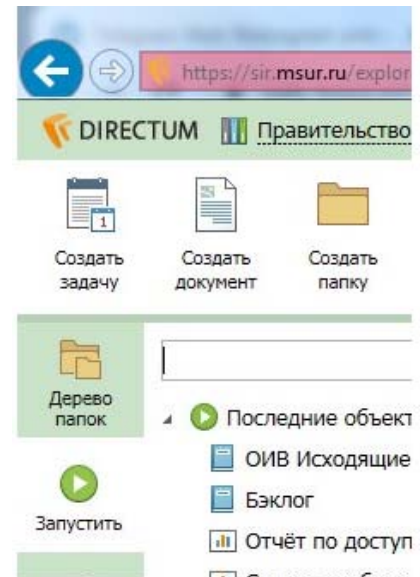 https://sir.msur.ru/explor
DIRECTUM Правительство
Создать задачу
Создать документ
Создать папку
Дерево папок
Последние объект
ОИВ Исходящие
Бэклог
Запустить
Отчёт по доступ